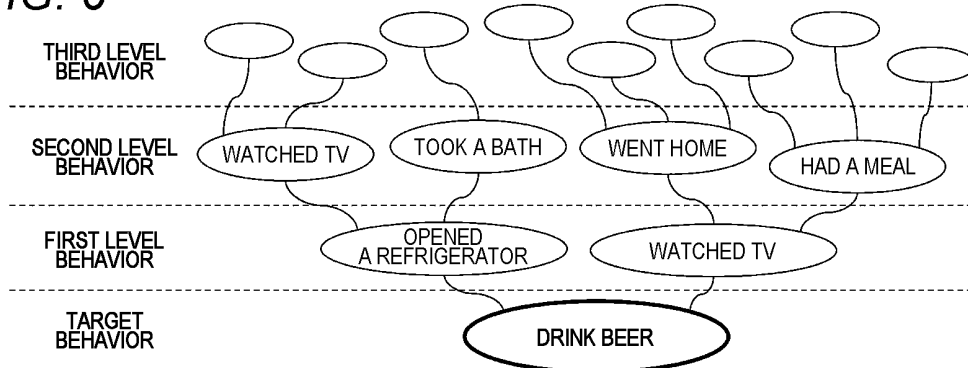 IG.
THIRD LEVEL
BEHAVIOR
SECOND LEVEL
BEHAVIOR
WATCHED TV
TOOK A BATH
WENT HOME
HAD A MEAL
FIRST LEVEL
BEHAVIOR
OPENED
A REFRIGERATOR
WATCHED TV
TARGET
BEHAVIOR
DRINK BEER